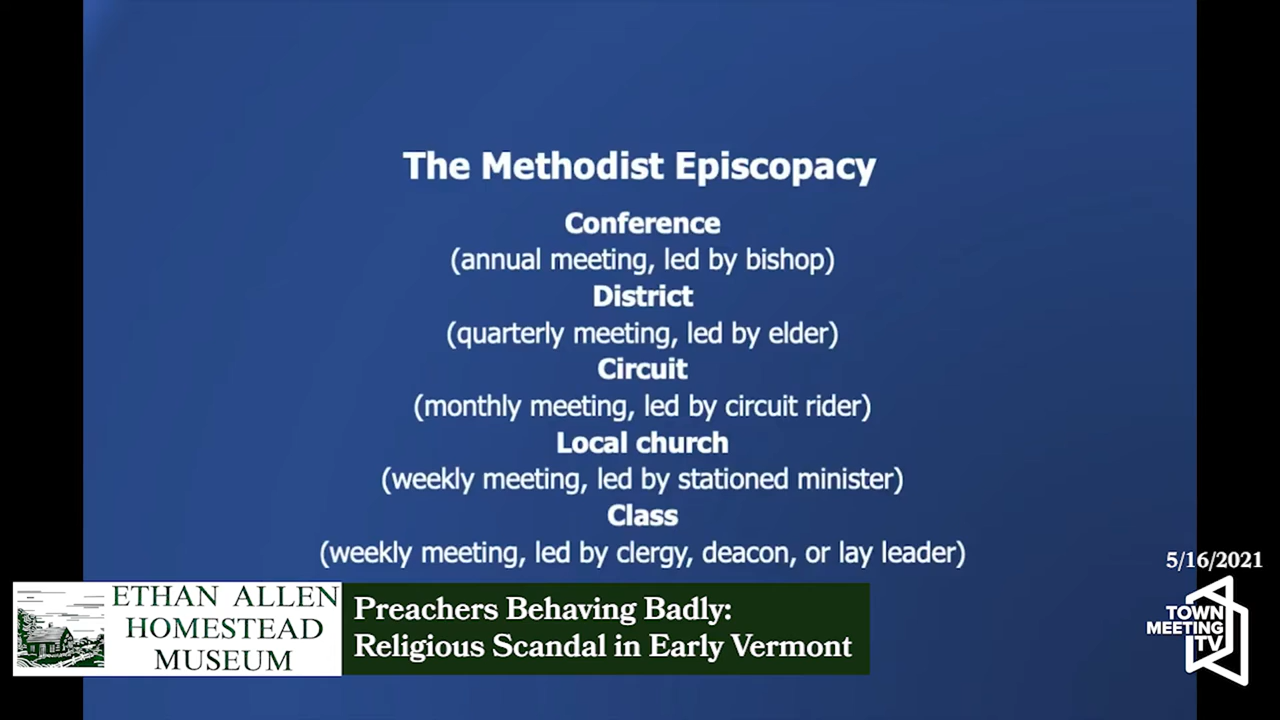 The Methodist Episcopacy
Conference
(annual meeting, led by bishop)
District
(quarterly meeting, led by elder)
Circuit
(monthly meeting, led by circuit rider)
Local church
(weekly meeting, led by stationed minister)
Class
(weekly meeting, led by clergy, deacon, or lay leader)
5/16/2021
ETHAN ALLEN
HOMESTEAD
MUSEUM
Preachers Behaving Badly:
Religious Scandal in Early Vermont
TOWN
MEETING
TV